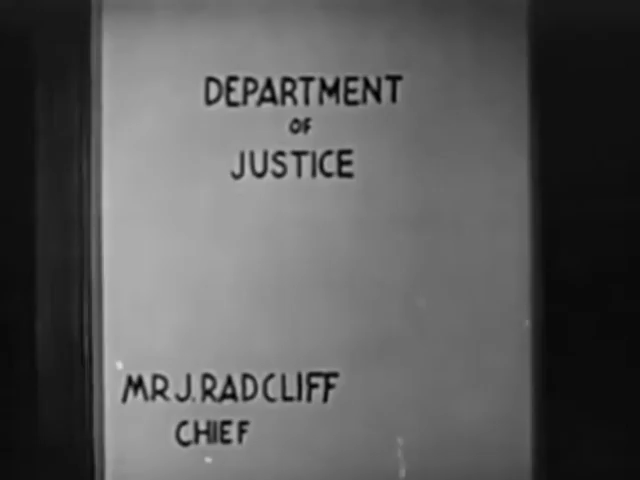 DEPARTMENT
OF
JUSTICE
MR J. RADCLIFF
CHIEF